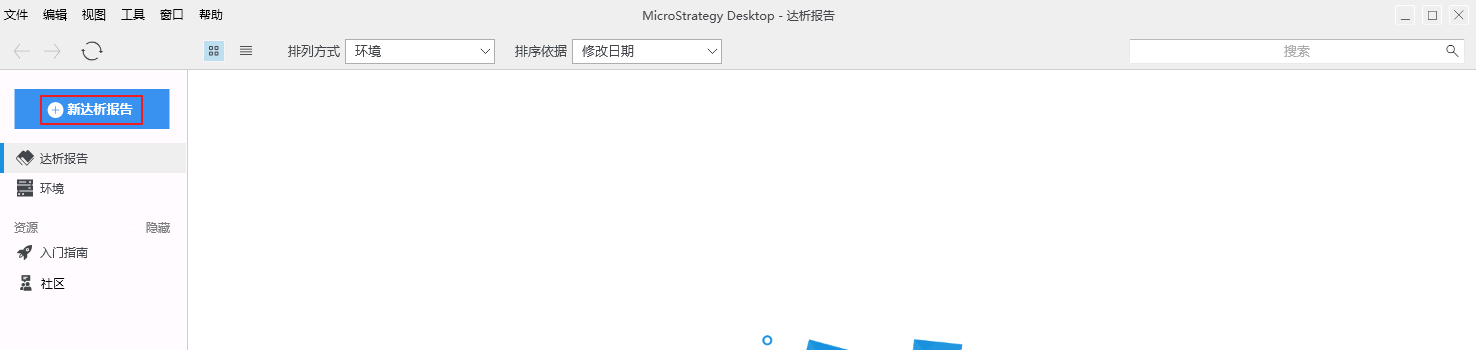 文件 编辑 视图 工具 窗口 帮助
MicroStrategy Desktop - 达析报告
排列方式 环境 排序依据 修改日期 搜索
新达析报告
达析报告
环境
资源 隐藏
入门指南
社区